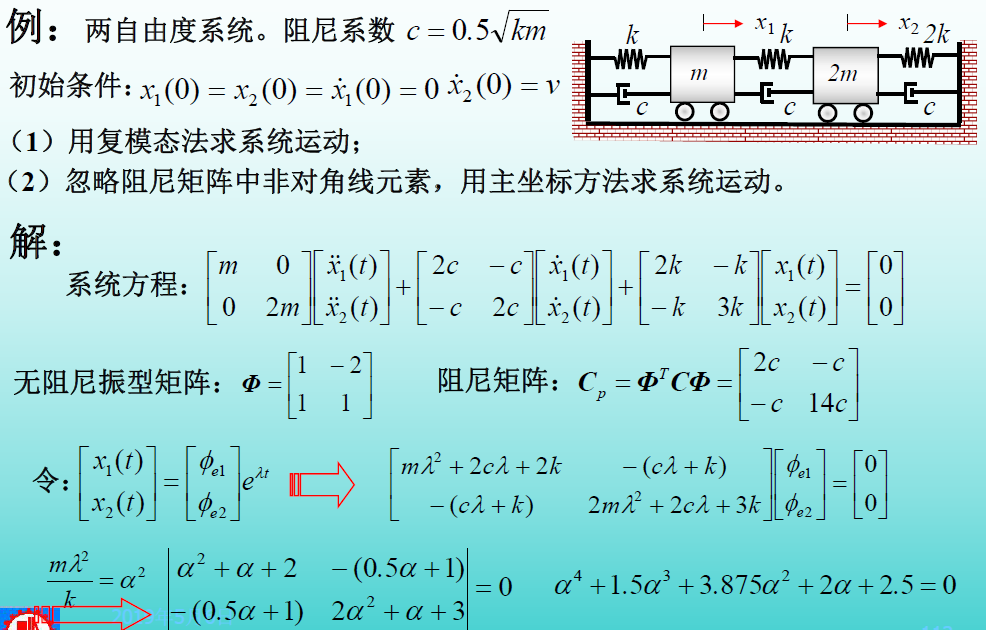 例：两自由度系统。阻尼系数 $c = 0.5\sqrt{km}$
初始条件：$x_1(0) = x_2(0) = \dot{x}_1(0) = 0$ $\dot{x}_2(0) = v$
（1）用复模态法求系统运动；
（2）忽略阻尼矩阵中非对角线元素，用主坐标方法求系统运动。
$x_1$ $x_2$
k k 2k
m 2m
c c c
解：
系统方程：$\begin{bmatrix} m & 0 \\ 0 & 2m \end{bmatrix} \begin{bmatrix} \ddot{x}_1(t) \\ \ddot{x}_2(t) \end{bmatrix} + \begin{bmatrix} 2c & -c \\ -c & 2c \end{bmatrix} \begin{bmatrix} \dot{x}_1(t) \\ \dot{x}_2(t) \end{bmatrix} + \begin{bmatrix} 2k & -k \\ -k & 3k \end{bmatrix} \begin{bmatrix} x_1(t) \\ x_2(t) \end{bmatrix} = \begin{bmatrix} 0 \\ 0 \end{bmatrix}$
无阻尼振型矩阵：$\Phi = \begin{bmatrix} 1 & -2 \\ 1 & 1 \end{bmatrix}$ 阻尼矩阵：$C_p = \Phi^T C \Phi = \begin{bmatrix} 2c & -c \\ -c & 14c \end{bmatrix}$
令：$\begin{bmatrix} x_1(t) \\ x_2(t) \end{bmatrix} = \begin{bmatrix} \phi_{e1} \\ \phi_{e2} \end{bmatrix} e^{\lambda t}$ $\begin{bmatrix} m\lambda^2 + 2c\lambda + 2k & -(c\lambda + k) \\ -(c\lambda + k) & 2m\lambda^2 + 2c\lambda + 3k \end{bmatrix} \begin{bmatrix} \phi_{e1} \\ \phi_{e2} \end{bmatrix} = \begin{bmatrix} 0 \\ 0 \end{bmatrix}$
$\frac{m\lambda^2}{k} = \alpha^2$ $\begin{vmatrix} \alpha^2 + \alpha + 2 & -(0.5\alpha + 1) \\ -(0.5\alpha + 1) & 2\alpha^2 + \alpha + 3 \end{vmatrix} = 0$ $\alpha^4 + 1.5\alpha^3 + 3.875\alpha^2 + 2\alpha + 2.5 = 0$